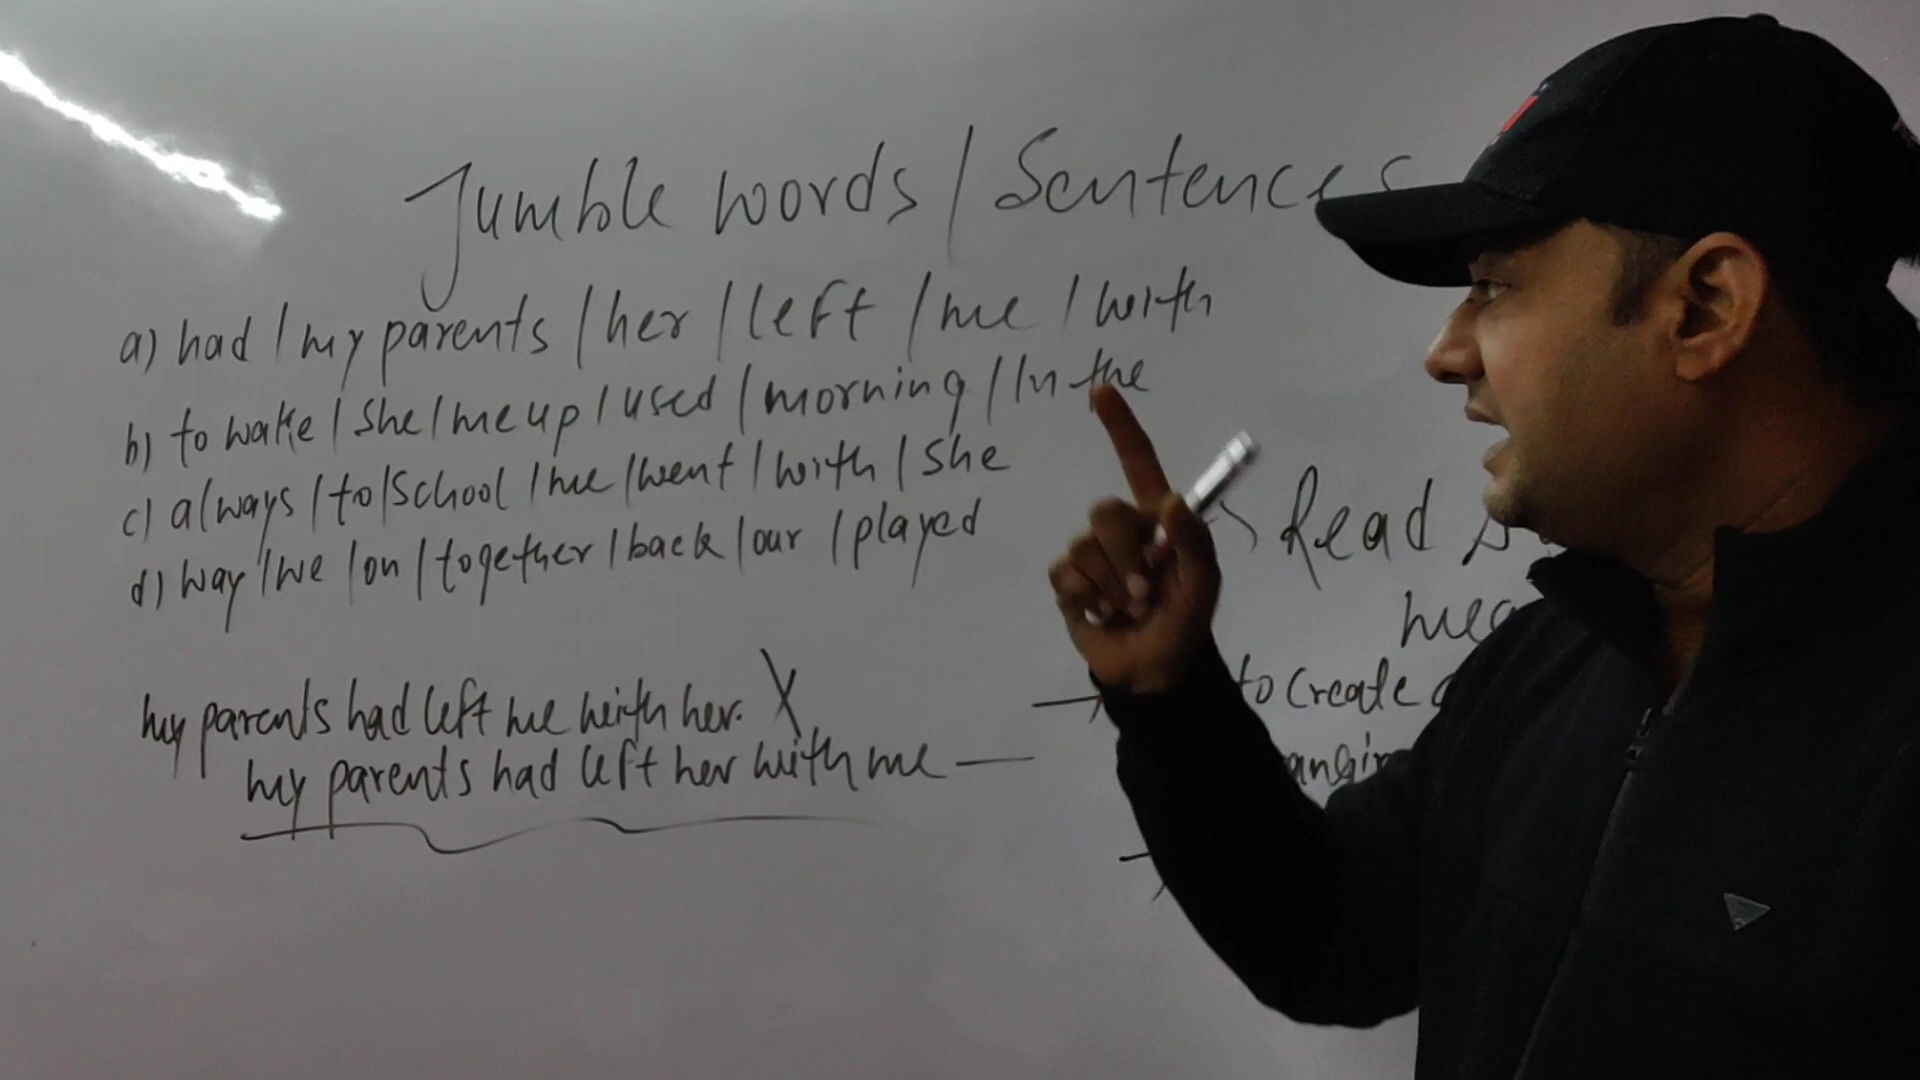 Jumble words / Sentences
a) had / my parents / her / left / me / with
b) to wake / she / me up / used / morning / In the
c) always / to / School / me / went / with / she
d) way / we / on / together / back / our / played
Read
my parents had left me with her. X
to create
my parents had left her with me —